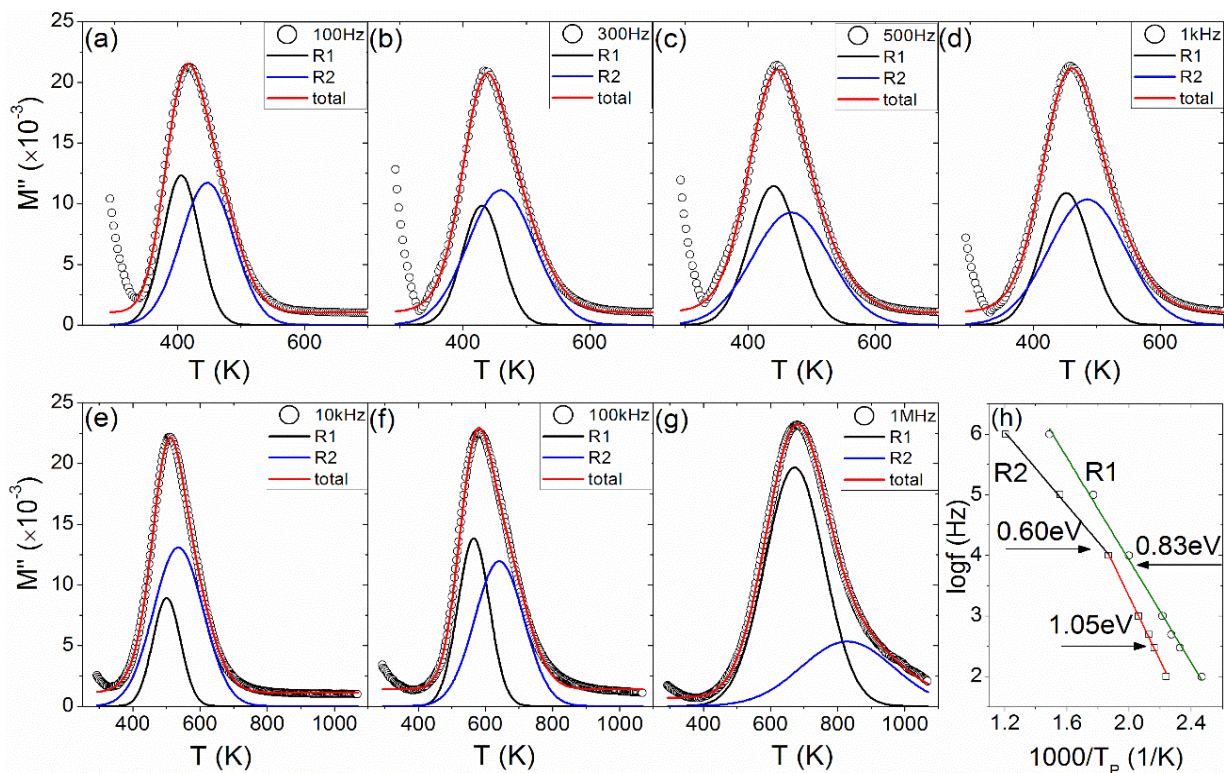 (a)
100Hz
R1
R2
total
(b)
300Hz
R1
R2
total
(c)
500Hz
R1
R2
total
(d)
1kHz
R1
R2
total
M'' (×10⁻³)
25
20
15
10
5
0
400 600
400 600
400 600
400 600
T (K)
T (K)
T (K)
T (K)
(e)
10kHz
R1
R2
total
(f)
100kHz
R1
R2
total
(g)
1MHz
R1
R2
total
M'' (×10⁻³)
25
20
15
10
5
0
400 600 800 1000
400 600 800 1000
400 600 800 1000
T (K)
T (K)
T (K)
(h)
logf (Hz)
6
5
4
3
2
R2
R1
0.60eV
0.83eV
1.05eV
1.2 1.6 2.0 2.4
1000/T_P (1/K)